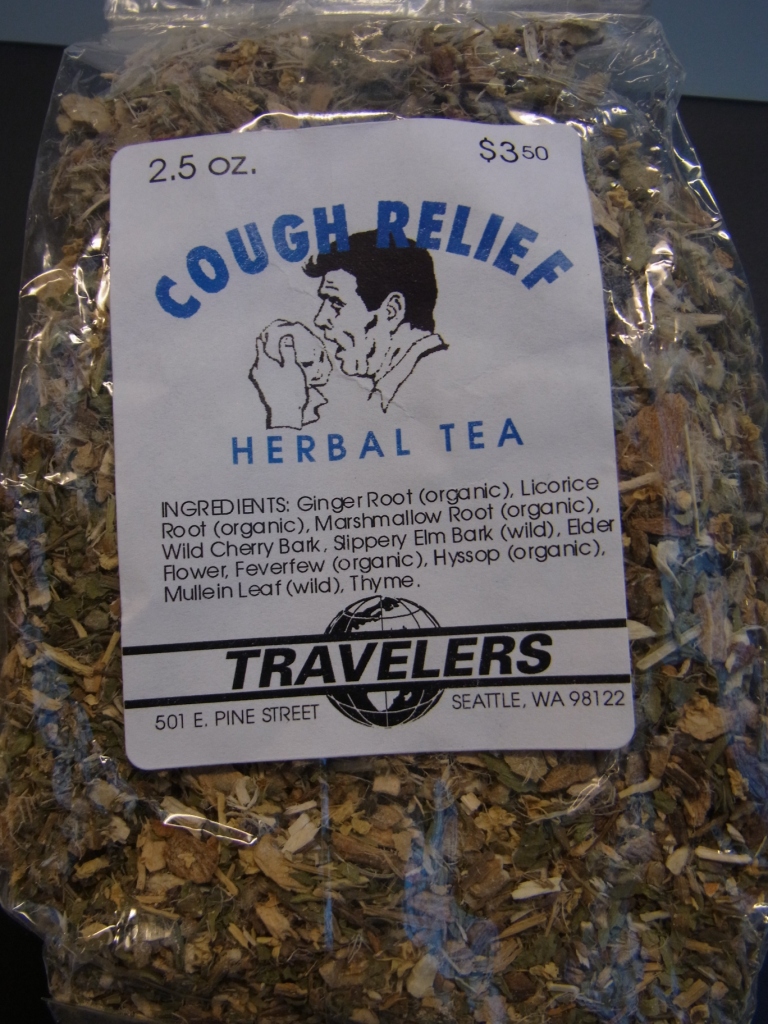 2.5 oz. $3.50
COUGH RELIEF
HERBAL TEA
INGREDIENTS: Ginger Root (organic), Licorice
Root (organic), Marshmallow Root (organic),
Wild Cherry Bark, Slippery Elm Bark (wild), Elder
Flower, Feverfew (organic), Hyssop (organic),
Mullein Leaf (wild), Thyme.
TRAVELERS
501 E. PINE STREET SEATTLE, WA 98122